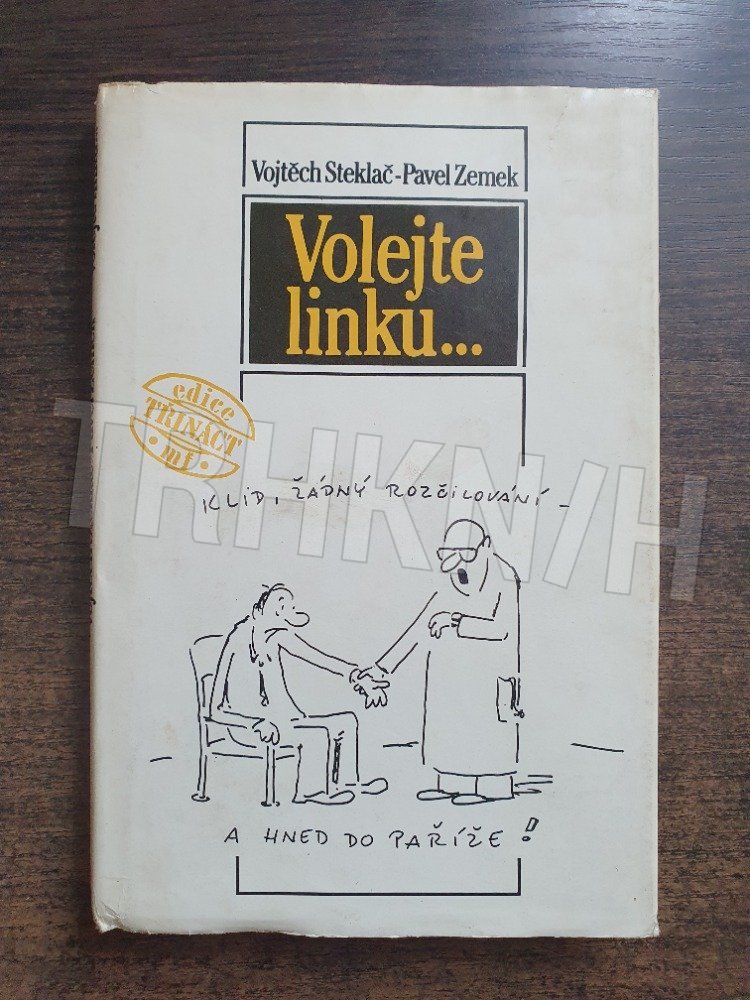 Vojtěch Steklač-Pavel Zemek
Volejte
linku...
edice
TŘINÁCT
• mf •
KLID, ŽÁDNÝ ROZČILOVÁNÍ –
A HNED DO PAŘÍŽE!
TRHKNIH